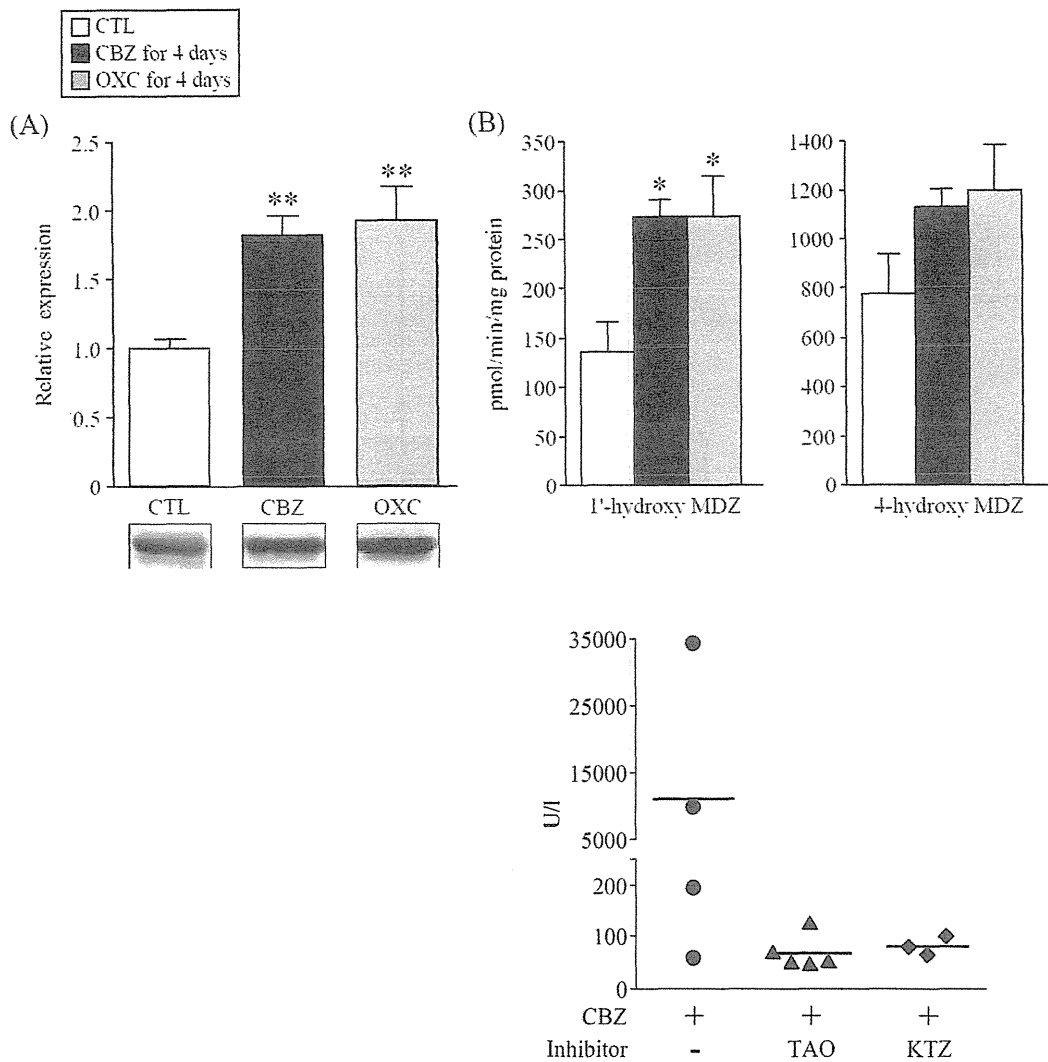 CTL
CBZ for 4 days
OXC for 4 days
(A)
2.5
2.0
1.5
1.0
0.5
0
Relative expression
** **
CTL CBZ OXC
(B)
350
300
250
200
150
100
50
0
pmol/min/mg protein
* *
1'-hydroxy MDZ
1400
1200
1000
800
600
400
200
0
4-hydroxy MDZ
35000
25000
15000
5000
200
100
0
U/l
CBZ + + +
Inhibitor - TAO KTZ